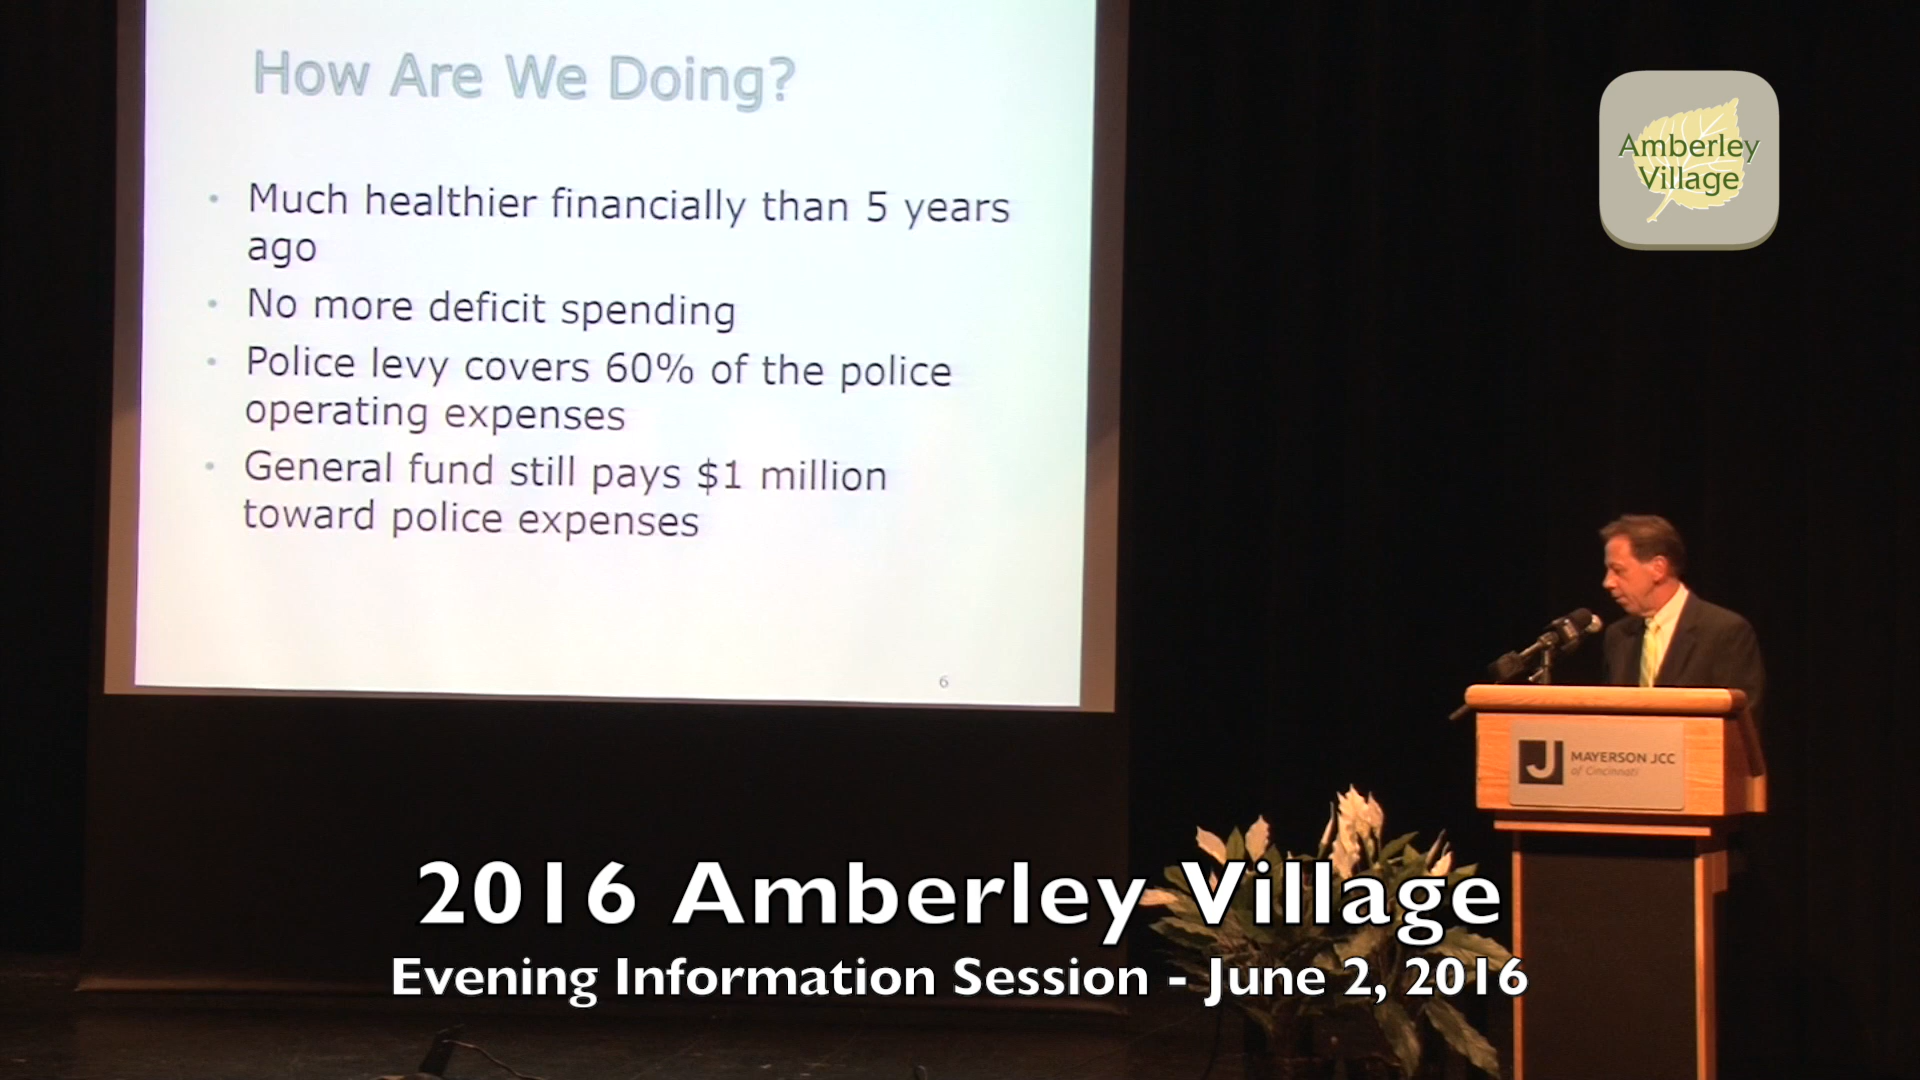 How Are We Doing?
• Much healthier financially than 5 years
ago
• No more deficit spending
• Police levy covers 60% of the police
operating expenses
• General fund still pays $1 million
toward police expenses
6
Amberley
Village
J MAYERSON JCC
of Cincinnati
2016 Amberley Village
Evening Information Session - June 2, 2016